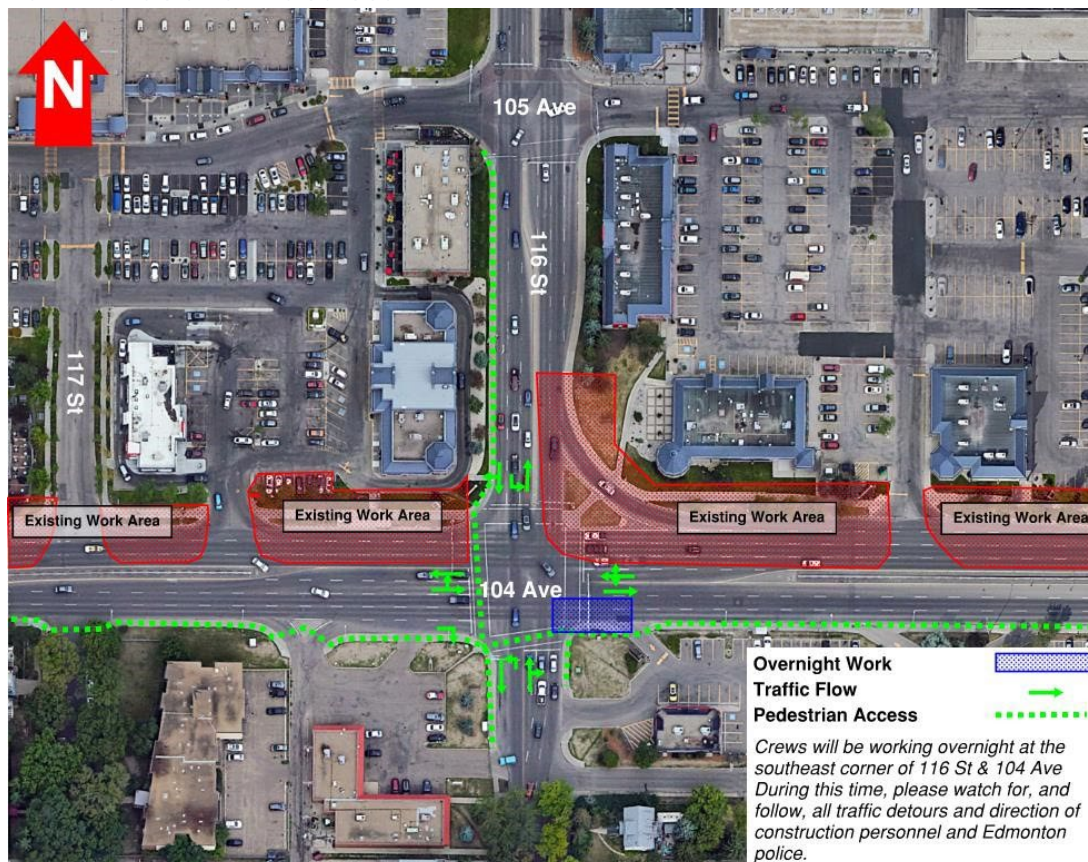 N
105 Ave
116 St
117 St
Existing Work Area
Existing Work Area
Existing Work Area
Existing Work Area
104 Ave
Overnight Work
Traffic Flow
Pedestrian Access
Crews will be working overnight at the
southeast corner of 116 St & 104 Ave
During this time, please watch for, and
follow, all traffic detours and direction of
construction personnel and Edmonton
police.